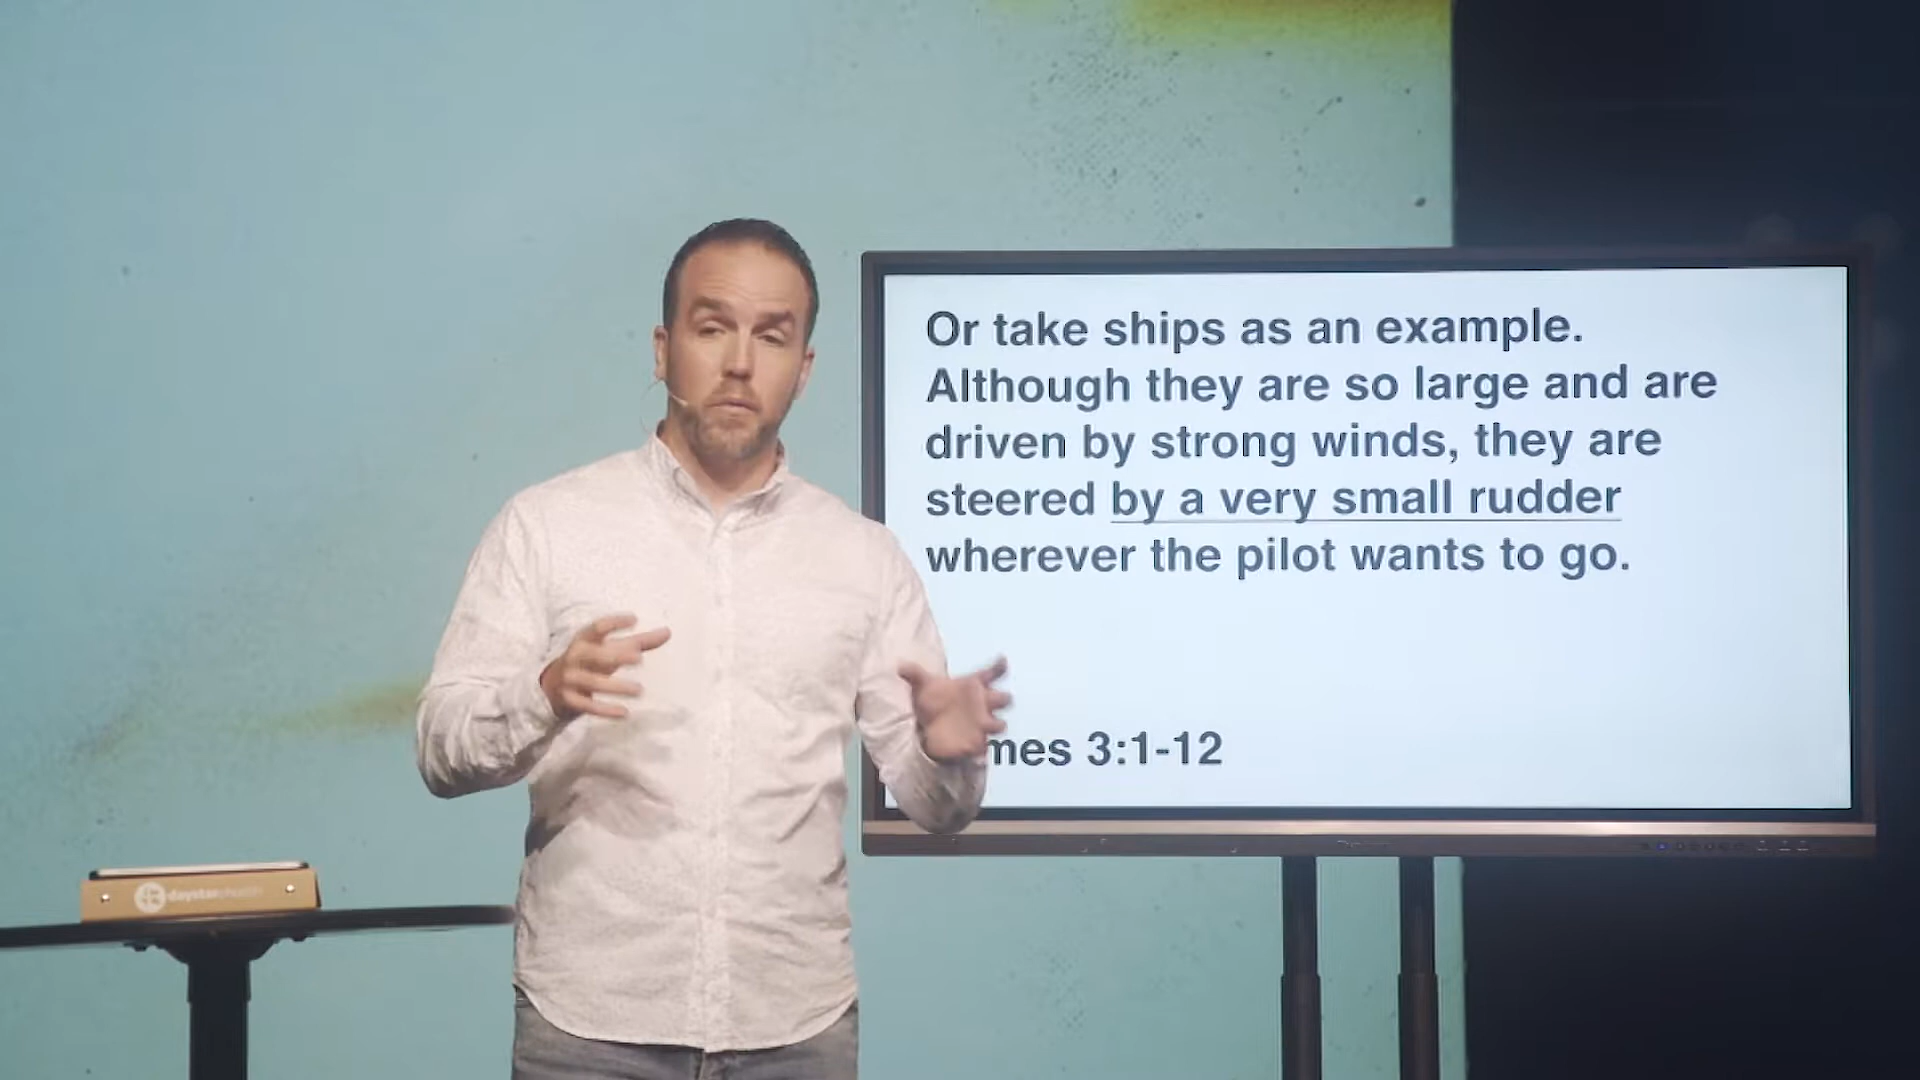 Or take ships as an example.
Although they are so large and are
driven by strong winds, they are
steered by a very small rudder
wherever the pilot wants to go.
mes 3:1-12
daystar